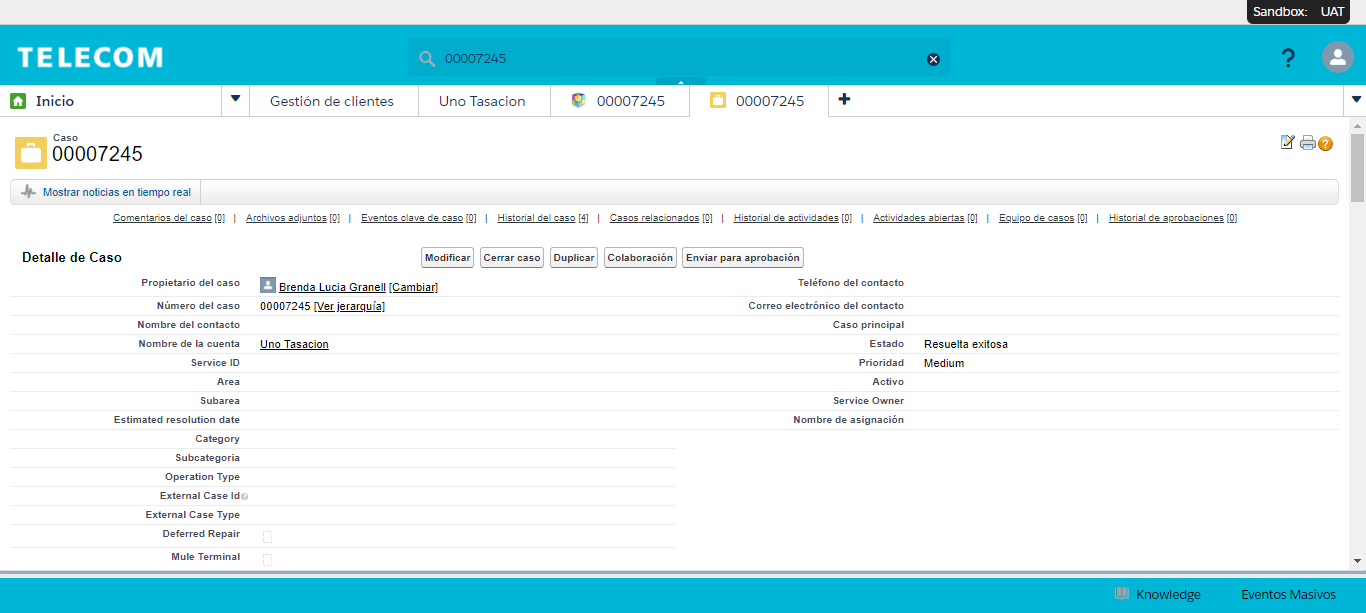 Sandbox: UAT
TELECOM
00007245
?
Inicio
Gestión de clientes
Uno Tasacion
00007245
00007245
Caso
00007245
Mostrar noticias en tiempo real
Comentarios del caso [0] | Archivos adjuntos [0] | Eventos clave de caso [0] | Historial del caso [4] | Casos relacionados [0] | Historial de actividades [0] | Actividades abiertas [0] | Equipo de casos [0] | Historial de aprobaciones [0]
Detalle de Caso
Modificar
Cerrar caso
Duplicar
Colaboración
Enviar para aprobación
Propietario del caso Brenda Lucia Granell [Cambiar]
Teléfono del contacto
Número del caso 00007245 [Ver jerarquía]
Correo electrónico del contacto
Nombre del contacto
Caso principal
Nombre de la cuenta Uno Tasacion
Estado Resuelta exitosa
Service ID
Prioridad Medium
Area
Activo
Subarea
Service Owner
Estimated resolution date
Nombre de asignación
Category
Subcategoria
Operation Type
External Case Id
External Case Type
Deferred Repair
Mule Terminal
Knowledge
Eventos Masivos